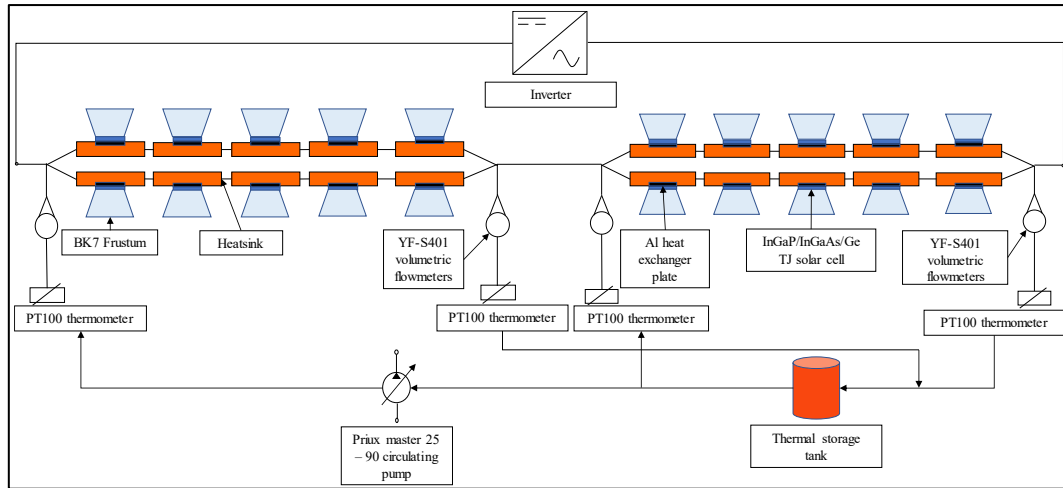 Inverter
BK7 Frustum
Heatsink
YF-S401
volumetric
flowmeters
Al heat
exchanger
plate
InGaP/InGaAs/Ge
TJ solar cell
YF-S401
volumetric
flowmeters
PT100 thermometer
PT100 thermometer
PT100 thermometer
PT100 thermometer
Priux master 25
– 90 circulating
pump
Thermal storage
tank